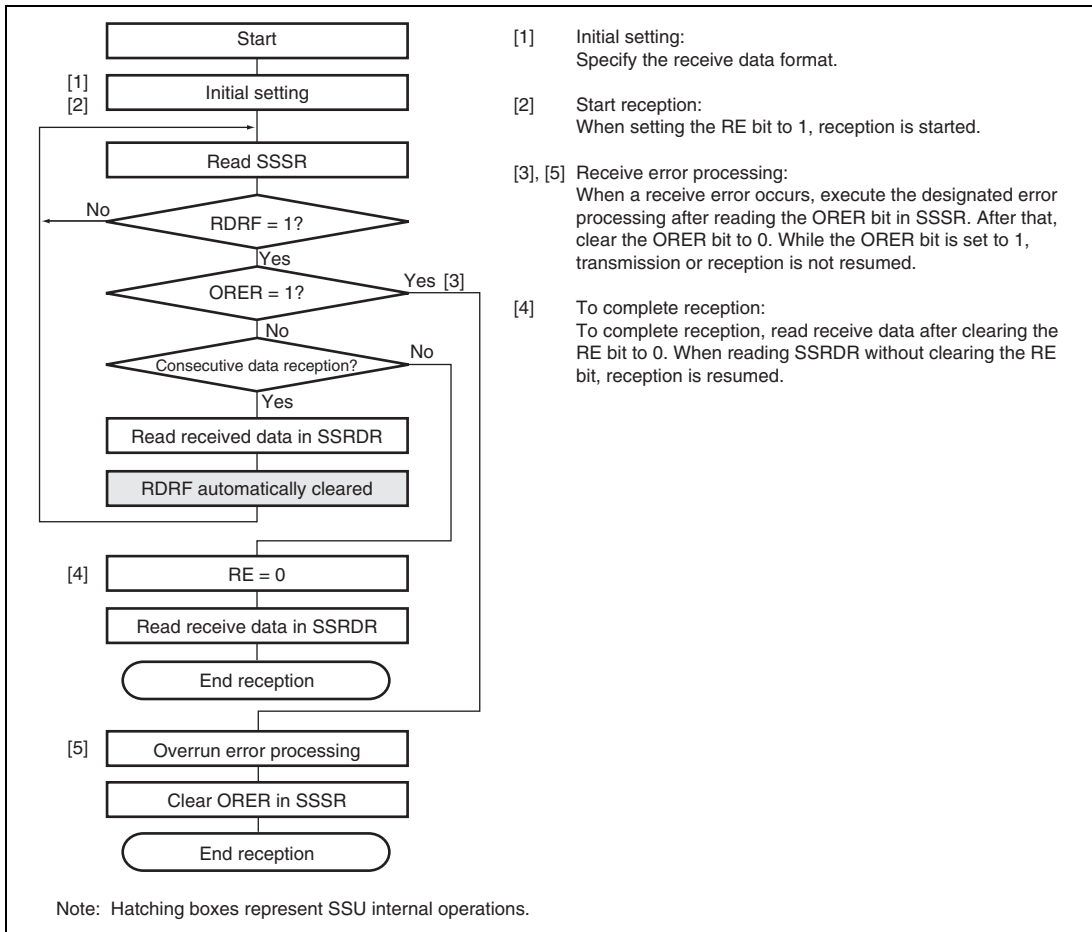 Start
[1]
[2]
Initial setting
Read SSSR
No
RDRF = 1?
Yes
ORER = 1?
Yes [3]
No
Consecutive data reception?
No
Yes
Read received data in SSRDR
RDRF automatically cleared
[4]
RE = 0
Read receive data in SSRDR
End reception
[5]
Overrun error processing
Clear ORER in SSSR
End reception
[1] Initial setting:
Specify the receive data format.
[2] Start reception:
When setting the RE bit to 1, reception is started.
[3], [5] Receive error processing:
When a receive error occurs, execute the designated error
processing after reading the ORER bit in SSSR. After that,
clear the ORER bit to 0. While the ORER bit is set to 1,
transmission or reception is not resumed.
[4] To complete reception:
To complete reception, read receive data after clearing the
RE bit to 0. When reading SSRDR without clearing the RE
bit, reception is resumed.
Note: Hatching boxes represent SSU internal operations.